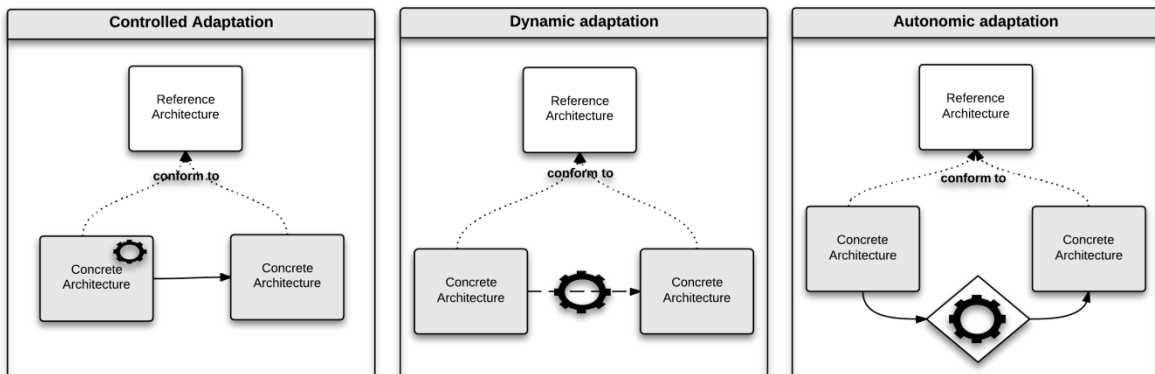 Controlled Adaptation
Reference
Architecture
conform to
Concrete
Architecture
Concrete
Architecture
Dynamic adaptation
Reference
Architecture
conform to
Concrete
Architecture
Concrete
Architecture
Autonomic adaptation
Reference
Architecture
conform to
Concrete
Architecture
Concrete
Architecture